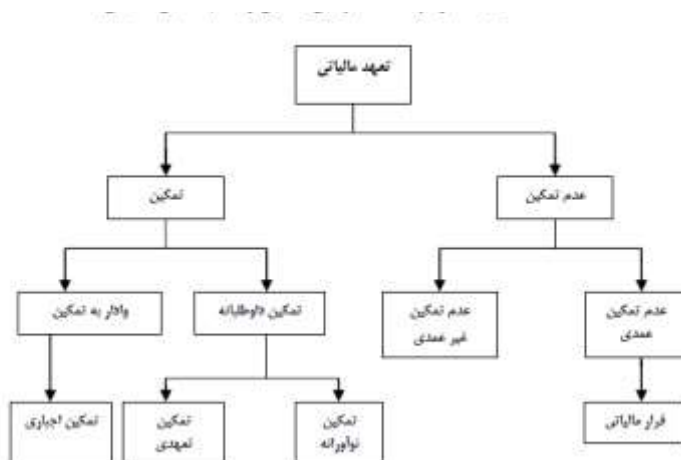 تعهد مالیاتی
عدم تمکین
تمکین
عدم تمکین
عمدی
عدم تمکین
غیر عمدی
تمکین داوطلبانه
وادار به تمکین
فرار مالیاتی
تمکین
نوآورانه
تمکین
تعهدی
تمکین اجباری